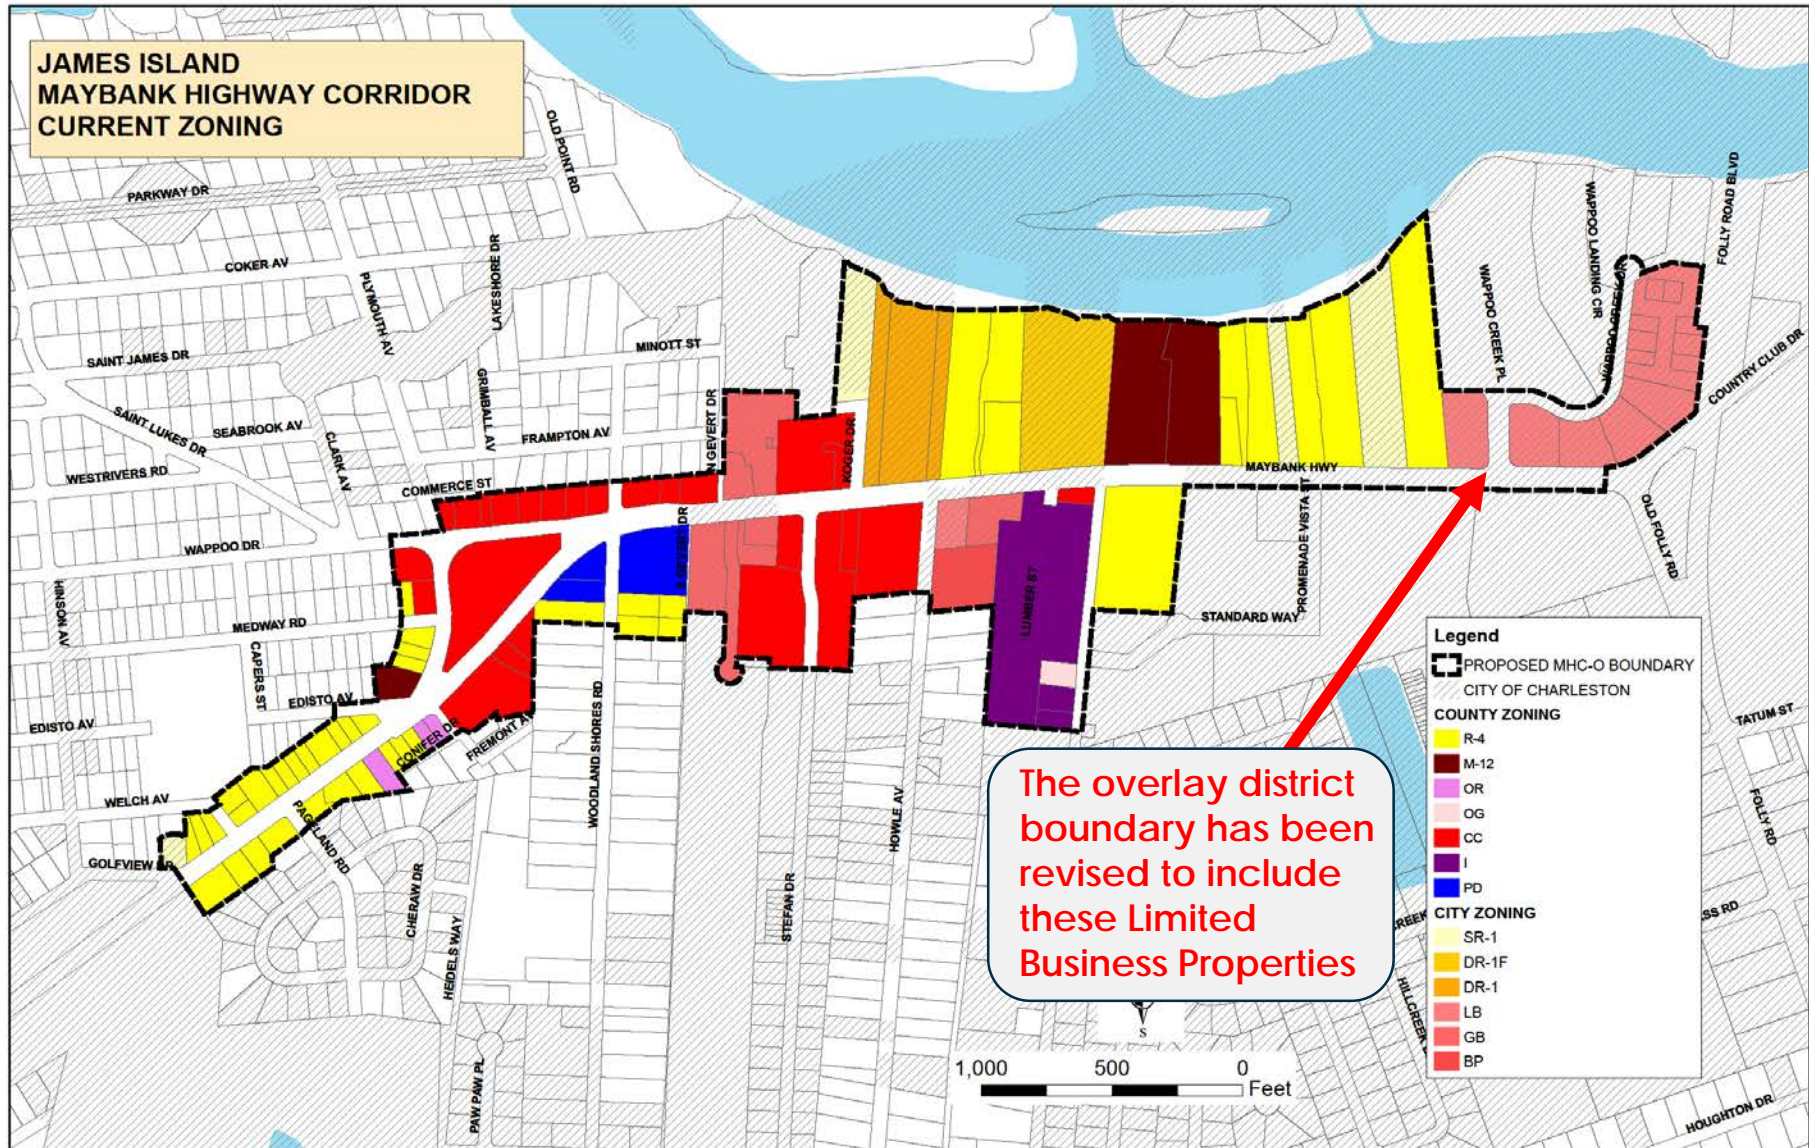 JAMES ISLAND
MAYBANK HIGHWAY CORRIDOR
CURRENT ZONING
OLD POINT RD
PARKWAY DR
COKER AV
PLYMOUTH AV
LAKESHORE DR
SAINT JAMES DR
MINOTT ST
GRIMBALL AV
SAINT LUKES DR
SEABROOK AV
CLARK AV
FRAMPTON AV
N GEVERT DR
KOGER DR
WESTRIVERS RD
COMMERCE ST
WAPPOO DR
S GEVERT DR
HINSON AV
MEDWAY RD
CAPERS ST
EDISTO AV
EDISTO AV
CONIFER DR
FREMONT AV
WELCH AV
PAGELAND RD
GOLFVIEW DR
CHERAW DR
HEIDELS WAY
PAW PAW PL
WOODLAND SHORES RD
STEFAN DR
HOWLE AV
LUMBER ST
MAYBANK HWY
PROMENADE VISTA ST
STANDARD WAY
WAPPOO CREEK PL
WAPPOO LANDING CIR
WAPPOO CREEK DR
FOLLY ROAD BLVD
COUNTRY CLUB DR
OLD FOLLY RD
TATUM ST
FOLLY RD
CREEK
SS RD
HILLCREEK
HOUGHTON DR
The overlay district
boundary has been
revised to include
these Limited
Business Properties
S
1,000 500 0
Feet
Legend
PROPOSED MHC-O BOUNDARY
CITY OF CHARLESTON
COUNTY ZONING
R-4
M-12
OR
OG
CC
I
PD
CITY ZONING
SR-1
DR-1F
DR-1
LB
GB
BP